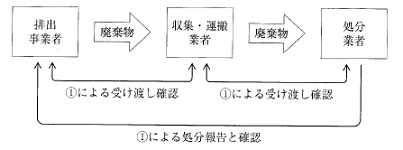 排出
事業者
廃棄物
収集・運搬
業者
廃棄物
処分
業者
①による受け渡し確認
①による受け渡し確認
①による処分報告と確認